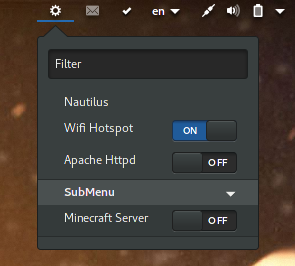 en
Filter
Nautilus
Wifi Hotspot ON
Apache Httpd OFF
SubMenu
Minecraft Server OFF